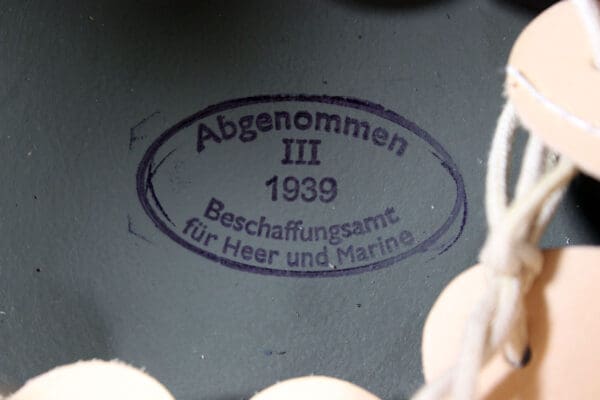 Abgenommen
III
1939
Beschaffungsamt
für Heer und Marine